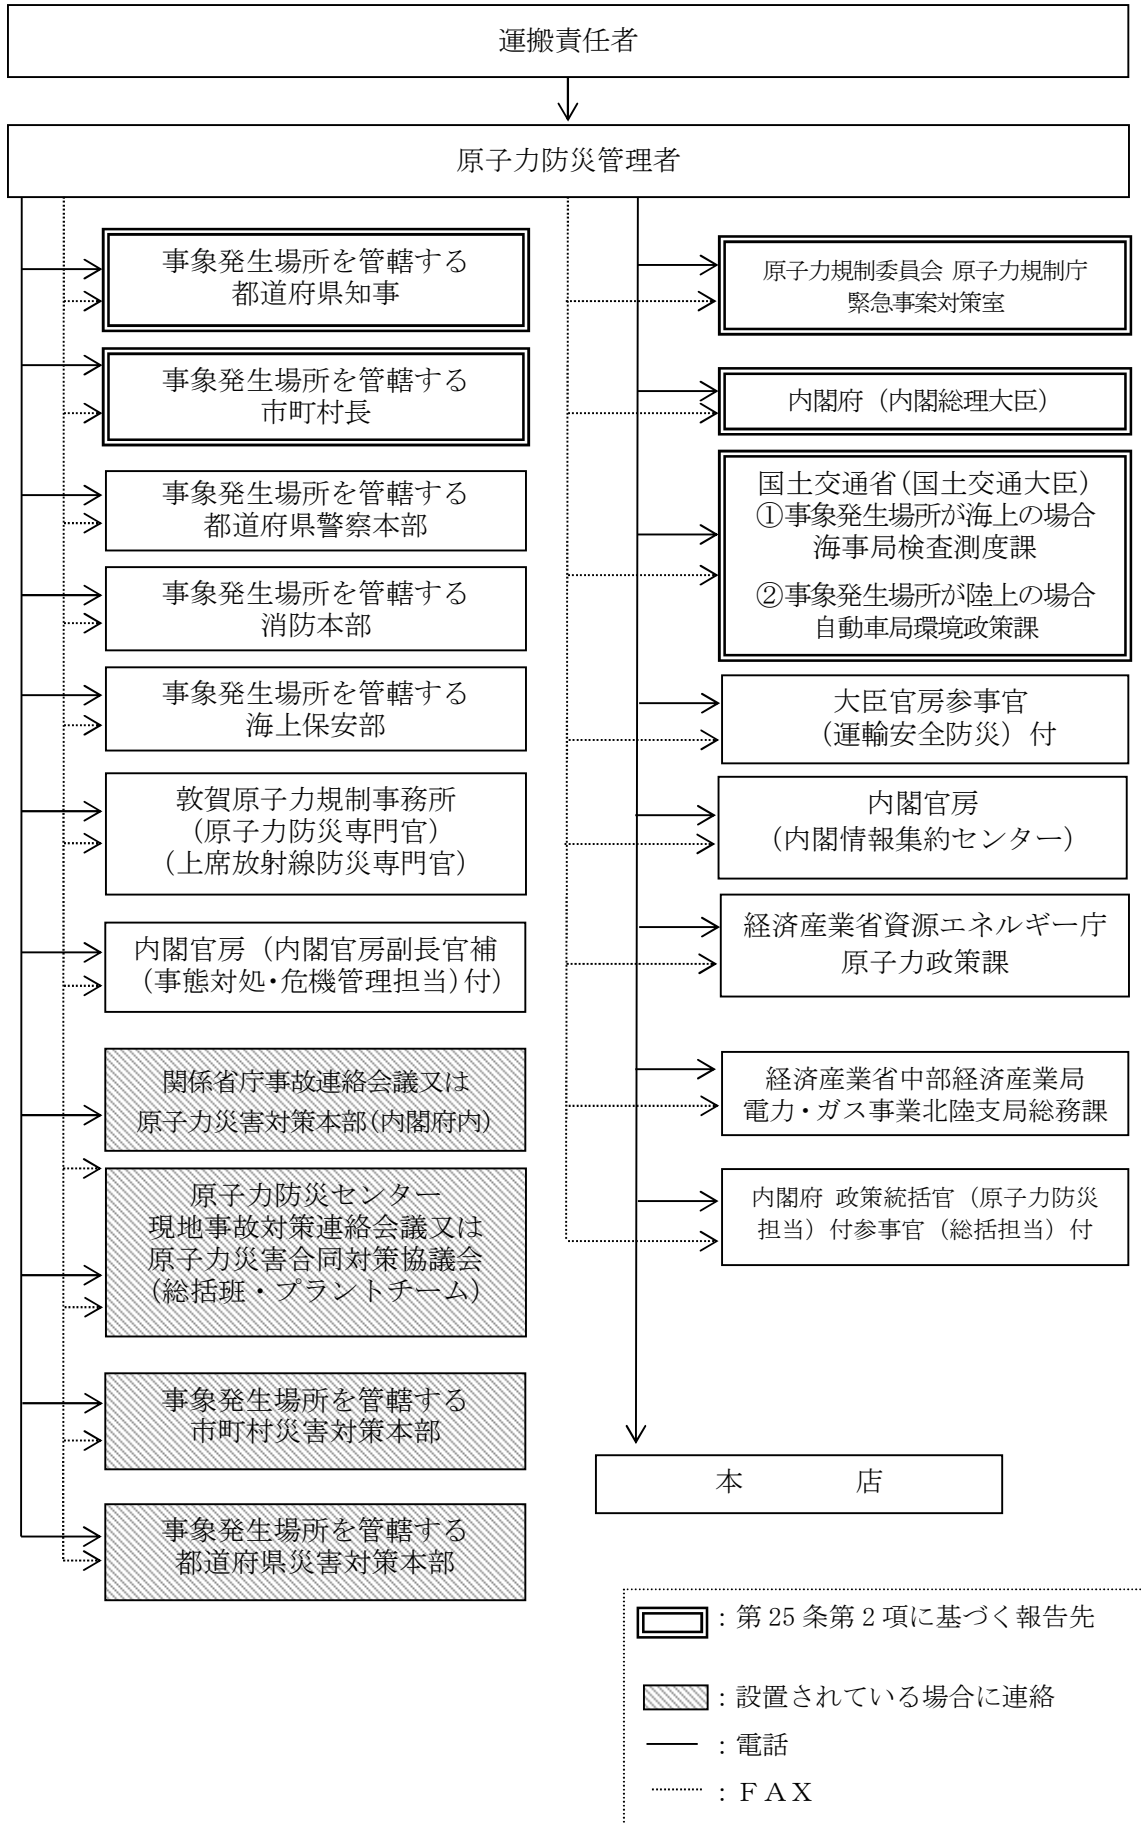 運搬責任者
原子力防災管理者
事象発生場所を管轄する
都道府県知事
事象発生場所を管轄する
市町村長
事象発生場所を管轄する
都道府県警察本部
事象発生場所を管轄する
消防本部
事象発生場所を管轄する
海上保安部
敦賀原子力規制事務所
（原子力防災専門官）
（上席放射線防災専門官）
内閣官房（内閣官房副長官補
（事態対処・危機管理担当）付）
関係省庁事故連絡会議又は
原子力災害対策本部（内閣府内）
原子力防災センター
現地事故対策連絡会議又は
原子力災害合同対策協議会
（総括班・プラントチーム）
事象発生場所を管轄する
市町村災害対策本部
事象発生場所を管轄する
都道府県災害対策本部
原子力規制委員会 原子力規制庁
緊急事案対策室
内閣府（内閣総理大臣）
国土交通省（国土交通大臣）
①事象発生場所が海上の場合
海事局検査測度課
②事象発生場所が陸上の場合
自動車局環境政策課
大臣官房参事官
（運輸安全防災）付
内閣官房
（内閣情報集約センター）
経済産業省資源エネルギー庁
原子力政策課
経済産業省中部経済産業局
電力・ガス事業北陸支局総務課
内閣府 政策統括官（原子力防災
担当）付参事官（総括担当）付
本　　　　店
：第 25 条第 2 項に基づく報告先
：設置されている場合に連絡
：電話
：ＦＡＸ